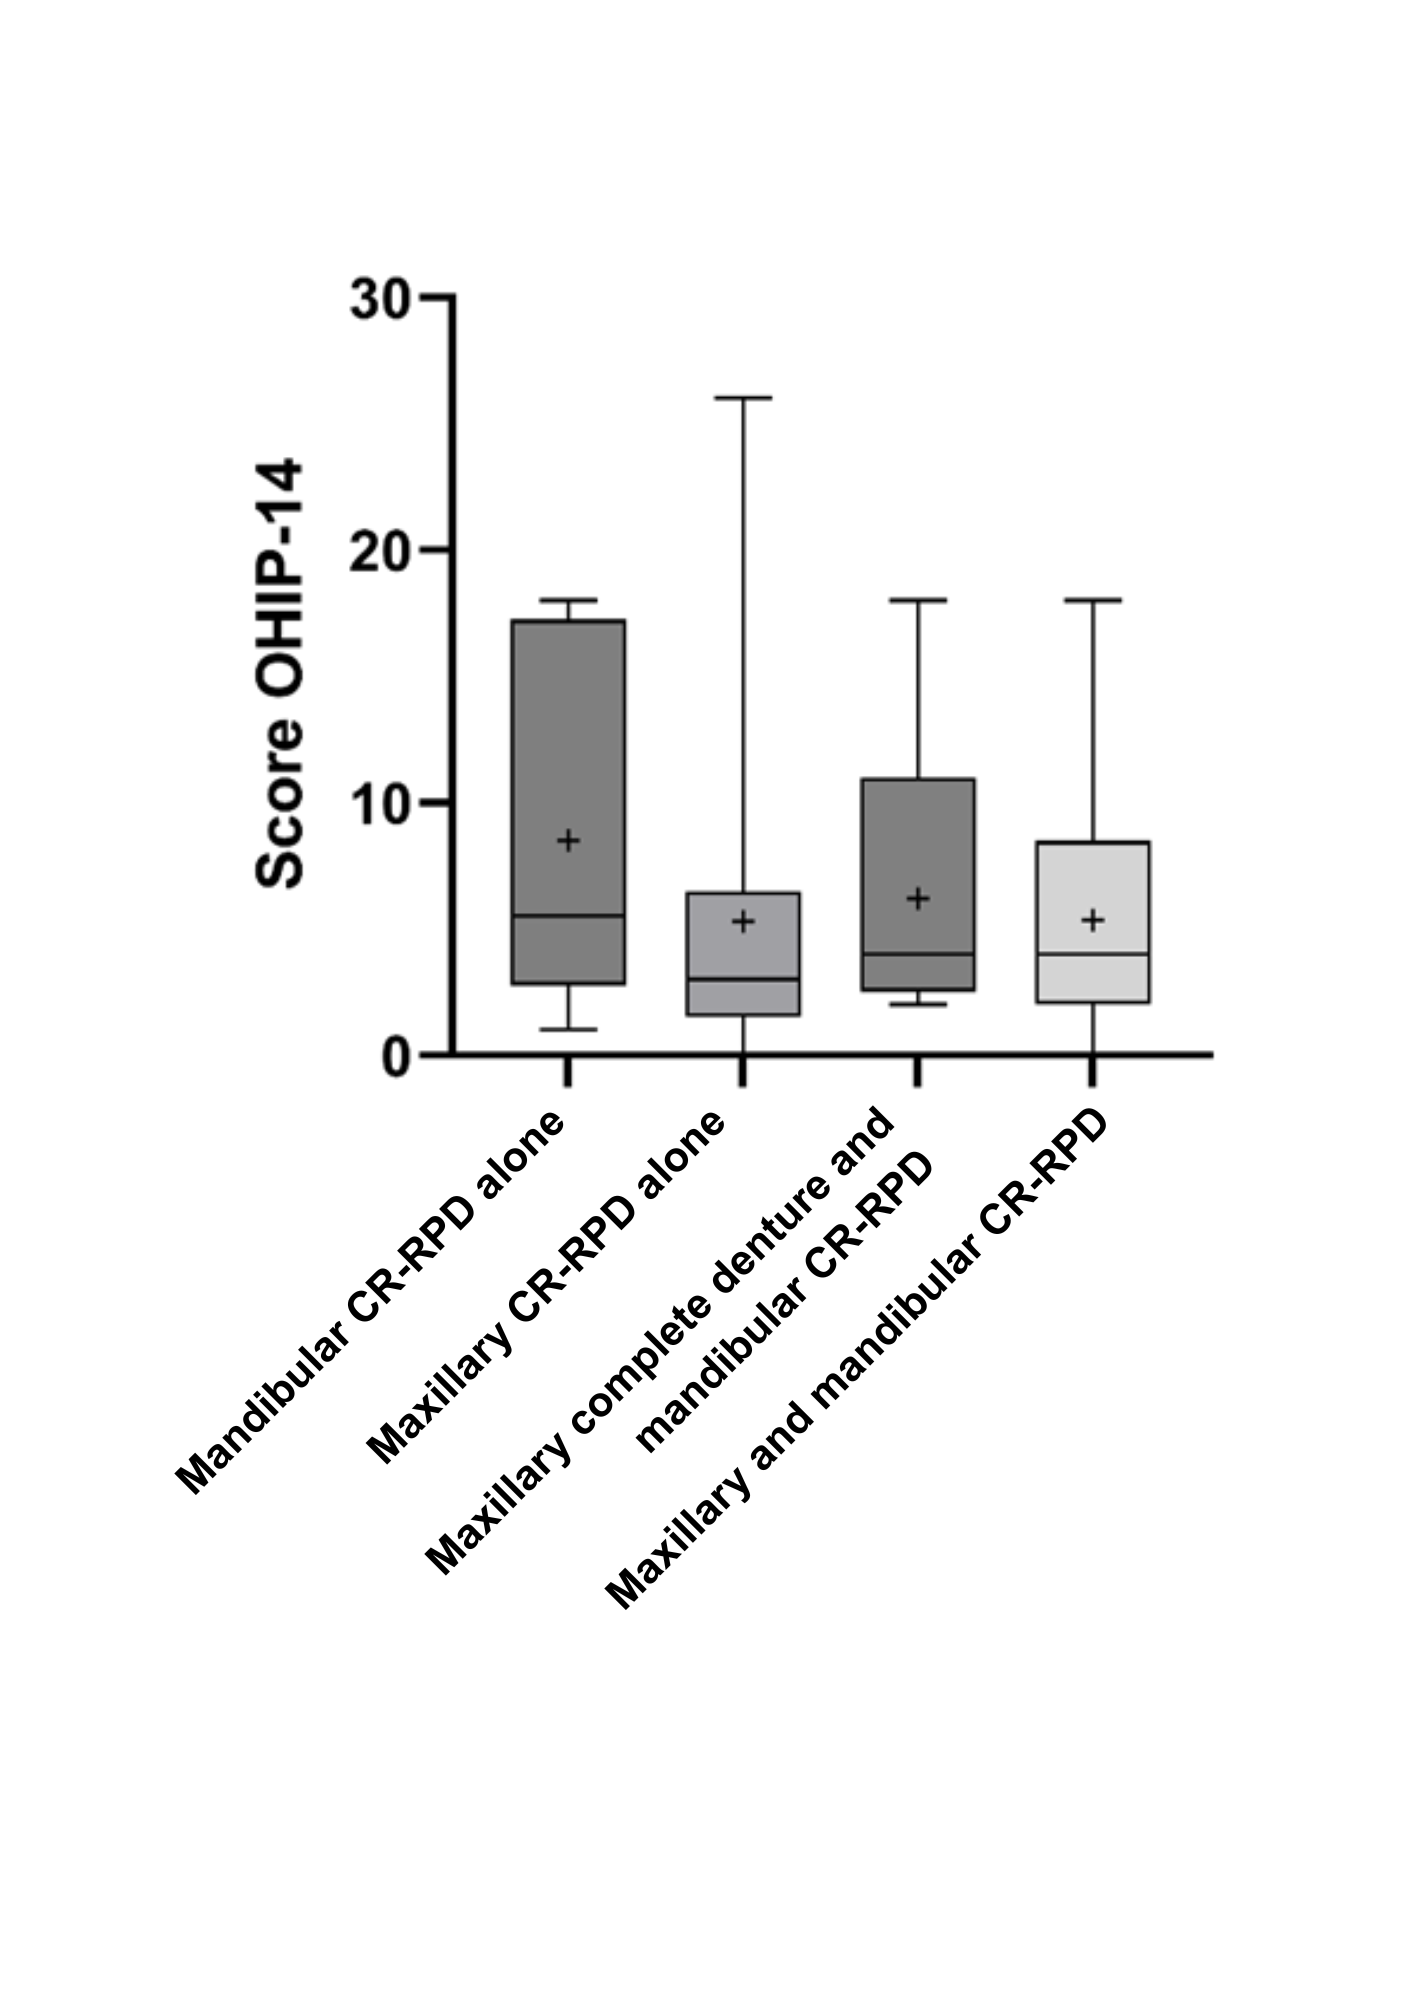 Score OHIP-14
30
20
10
0
Mandibular CR-RPD alone
Maxillary CR-RPD alone
Maxillary complete denture and
mandibular CR-RPD
Maxillary and mandibular CR-RPD